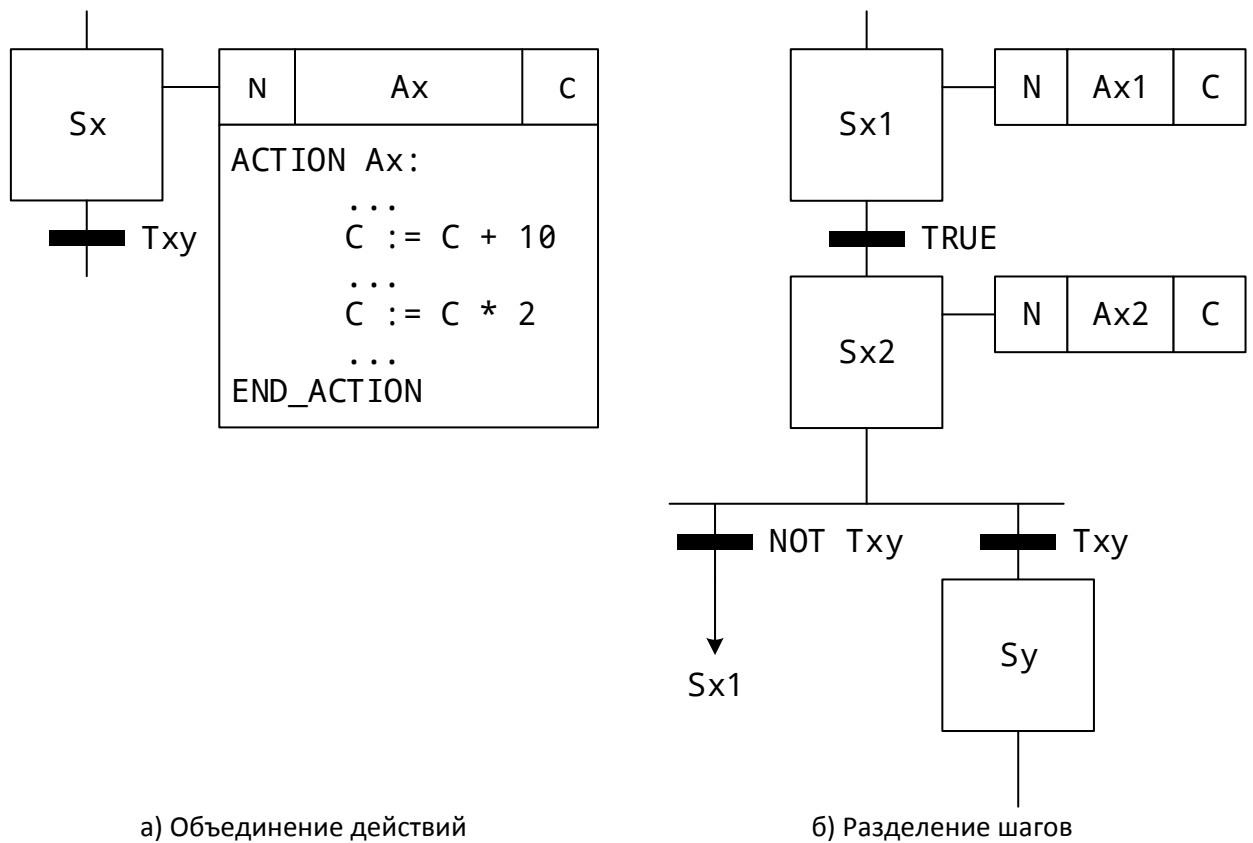 Sx
N Ax C
ACTION Ax:
...
C := C + 10
...
C := C * 2
...
END_ACTION
Txy
Sx1
N Ax1 C
TRUE
Sx2
N Ax2 C
NOT Txy
Txy
Sx1
Sy
а) Объединение действий
б) Разделение шагов